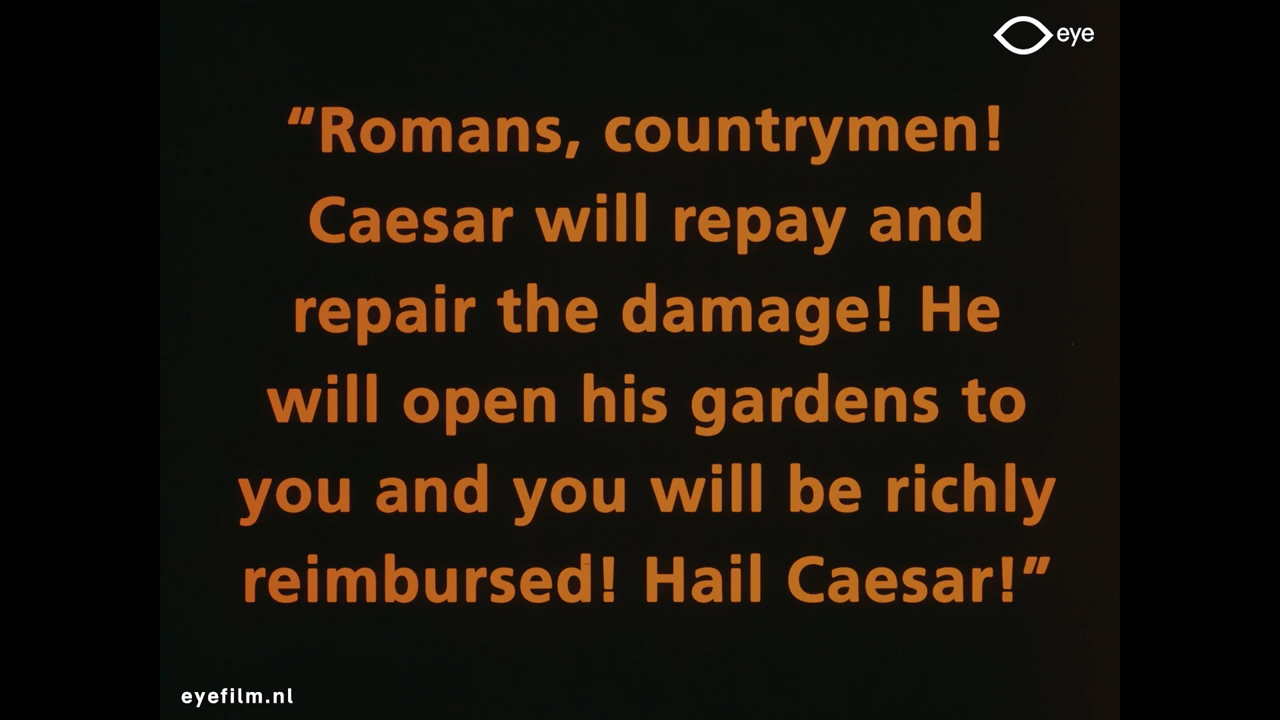 eye
“Romans, countrymen!
Caesar will repay and
repair the damage! He
will open his gardens to
you and you will be richly
reimbursed! Hail Caesar!”
eyefilm.nl